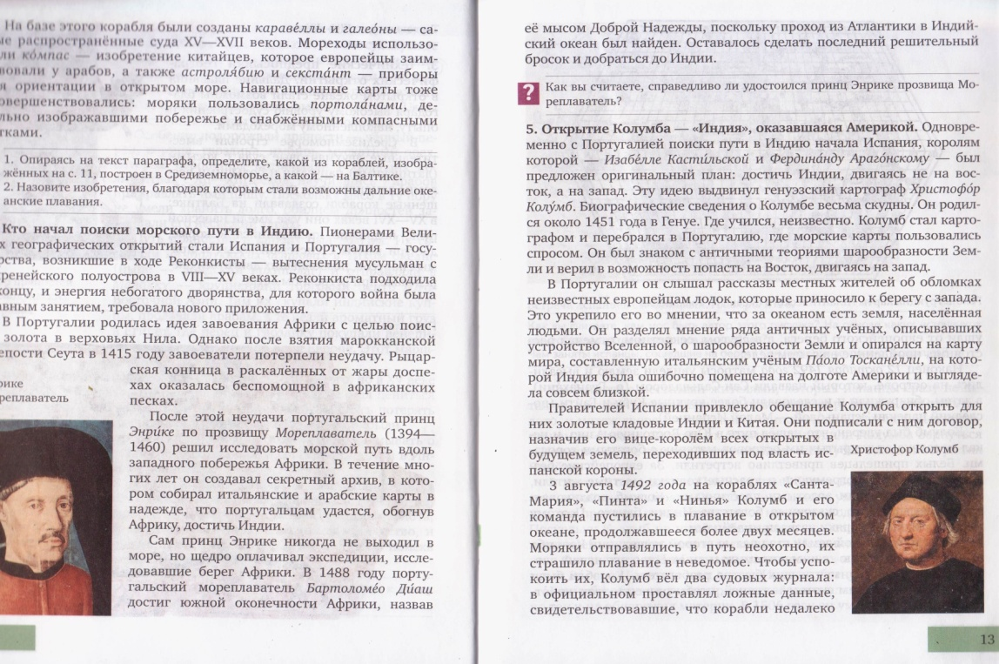 На базе этого корабля были созданы каравéллы и галеóны — са-
распространённые суда XV—XVII веков. Мореходы использо-
ли кóмпас — изобретение китайцев, которое европейцы заим-
вовали у арабов, а также астроля́бию и секстáнт — приборы
я ориентации в открытом море. Навигационные карты тоже
овершенствовались: моряки пользовались портолáнами, де-
льно изображавшими побережье и снабжёнными компасными
тками.
1. Опираясь на текст параграфа, определите, какой из кораблей, изобра-
жённых на с. 11, построен в Средиземноморье, а какой — на Балтике.
2. Назовите изобретения, благодаря которым стали возможны дальние оке-
анские плавания.
Кто начал поиски морского пути в Индию. Пионерами Вели-
х географических открытий стали Испания и Португалия — госу-
рства, возникшие в ходе Реконкисты — вытеснения мусульман с
ренейского полуострова в VIII—XV веках. Реконкиста подходила
концу, и энергия небогатого дворянства, для которого война была
авным занятием, требовала нового приложения.
В Португалии родилась идея завоевания Африки с целью поис-
золота в верховьях Нила. Однако после взятия марокканской
епости Сеута в 1415 году завоеватели потерпели неудачу. Рыцар-
ская конница в раскалённых от жары доспе-
хах оказалась беспомощной в африканских
песках.
рике
реплаватель
После этой неудачи португальский принц
Энри́ке по прозвищу Мореплаватель (1394—
1460) решил исследовать морской путь вдоль
западного побережья Африки. В течение мно-
гих лет он создавал секретный архив, в кото-
ром собирал итальянские и арабские карты в
надежде, что португальцам удастся, обогнув
Африку, достичь Индии.
Сам принц Энрике никогда не выходил в
море, но щедро оплачивал экспедиции, иссле-
довавшие берег Африки. В 1488 году порту-
гальский мореплаватель Бартоломéо Ди́аш
достиг южной оконечности Африки, назвав
её мысом Доброй Надежды, поскольку проход из Атлантики в Индий-
ский океан был найден. Оставалось сделать последний решительный
бросок и добраться до Индии.
?
Как вы считаете, справедливо ли удостоился принц Энрике прозвища Мо-
реплаватель?
5. Открытие Колумба — «Индия», оказавшаяся Америкой. Одновре-
менно с Португалией поиски пути в Индию начала Испания, королям
которой — Изабéлле Касти́льской и Фердинáнду Арагóнскому — был
предложен оригинальный план: достичь Индии, двигаясь не на вос-
ток, а на запад. Эту идею выдвинул генуэзский картограф Христофóр
Колу́мб. Биографические сведения о Колумбе весьма скудны. Он родил-
ся около 1451 года в Генуе. Где учился, неизвестно. Колумб стал карто-
графом и перебрался в Португалию, где морские карты пользовались
спросом. Он был знаком с античными теориями шарообразности Зем-
ли и верил в возможность попасть на Восток, двигаясь на запад.
В Португалии он слышал рассказы местных жителей об обломках
неизвестных европейцам лодок, которые приносило к берегу с запада.
Это укрепило его во мнении, что за океаном есть земля, населённая
людьми. Он разделял мнение ряда античных учёных, описывавших
устройство Вселенной, о шарообразности Земли и опирался на карту
мира, составленную итальянским учёным Пáоло Тосканéлли, на кото-
рой Индия была ошибочно помещена на долготе Америки и выгляде-
ла совсем близкой.
Правителей Испании привлекло обещание Колумба открыть для
них золотые кладовые Индии и Китая. Они подписали с ним договор,
назначив его вице-королём всех открытых в
будущем земель, переходивших под власть ис-
панской короны.
Христофор Колумб
3 августа 1492 года на кораблях «Санта-
Мария», «Пинта» и «Нинья» Колумб и его
команда пустились в плавание в открытом
океане, продолжавшееся более двух месяцев.
Моряки отправлялись в путь неохотно, их
страшило плавание в неведомое. Чтобы успо-
коить их, Колумб вёл два судовых журнала:
в официальном проставлял ложные данные,
свидетельствовавшие, что корабли недалеко
13